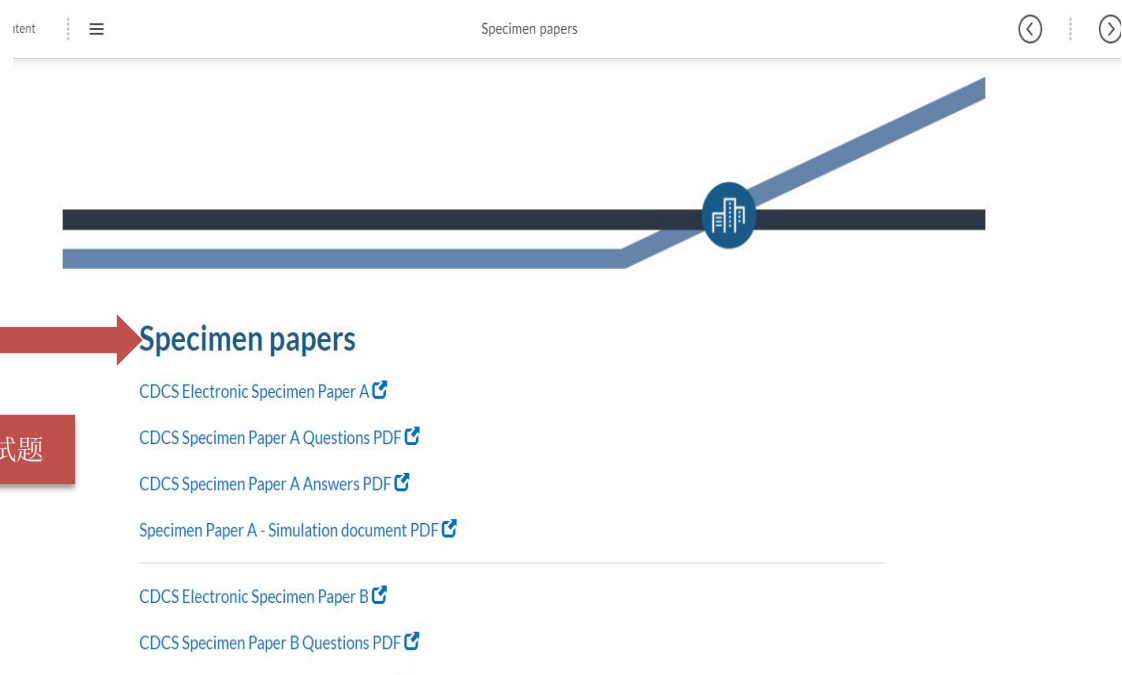 Specimen papers
Specimen papers
CDCS Electronic Specimen Paper A
CDCS Specimen Paper A Questions PDF
试题
CDCS Specimen Paper A Answers PDF
Specimen Paper A - Simulation document PDF
CDCS Electronic Specimen Paper B
CDCS Specimen Paper B Questions PDF